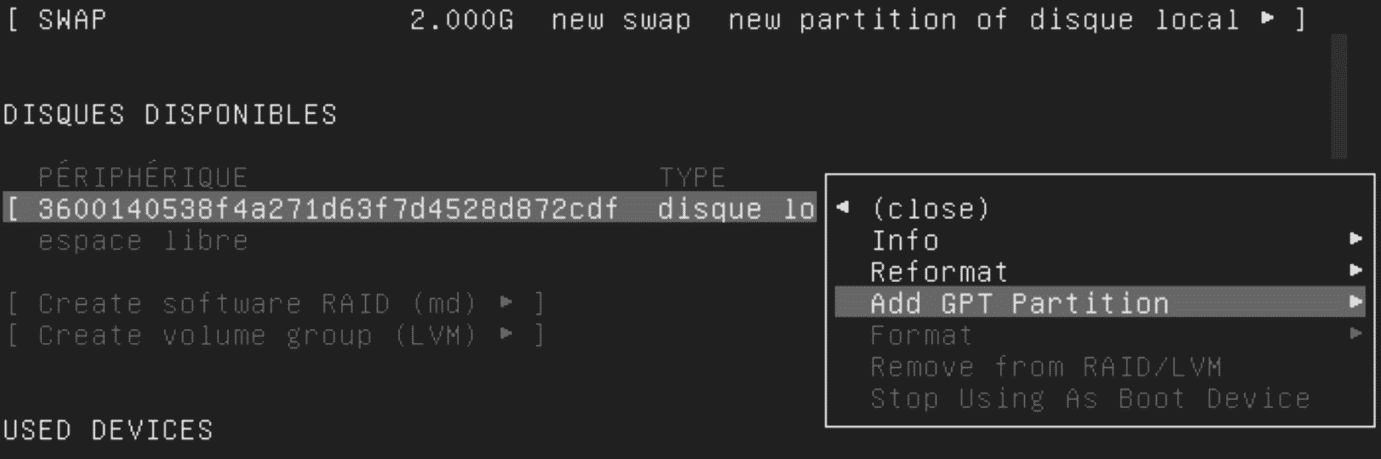 [ SWAP 2.000G new swap new partition of disque local ▶ ]
DISQUES DISPONIBLES
PÉRIPHÉRIQUE TYPE
[ 3600140538f4a271d63f7d4528d872cdf disque lo
espace libre
[ Create software RAID (md) ▶ ]
[ Create volume group (LVM) ▶ ]
USED DEVICES
◀ (close)
Info ▶
Reformat ▶
Add GPT Partition ▶
Format ▶
Remove from RAID/LVM
Stop Using As Boot Device